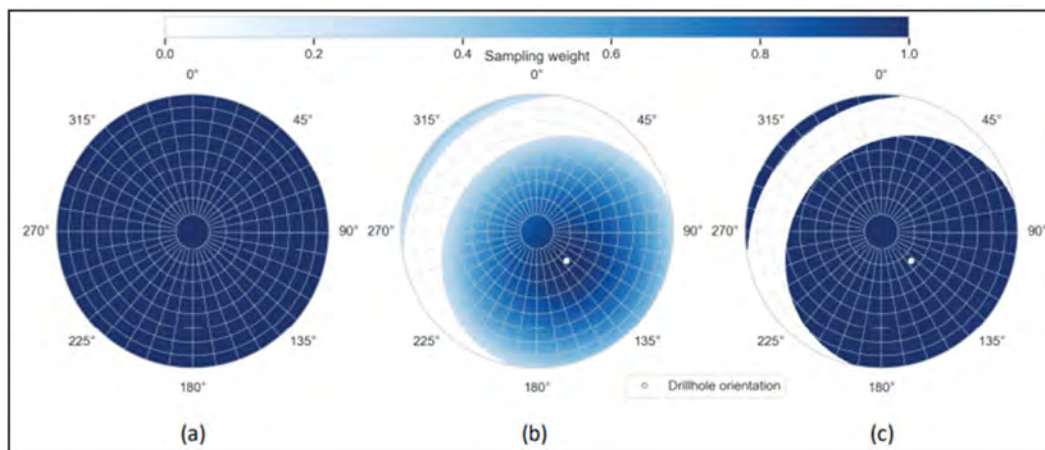 0.0 0.2 0.4 0.6 0.8 1.0
Sampling weight
0° 0° 0°
315° 45° 315° 45° 315° 45°
270° 90° 270° 90° 270° 90°
225° 135° 225° 135° 225° 135°
180° 180° 180°
Drillhole orientation
(a) (b) (c)